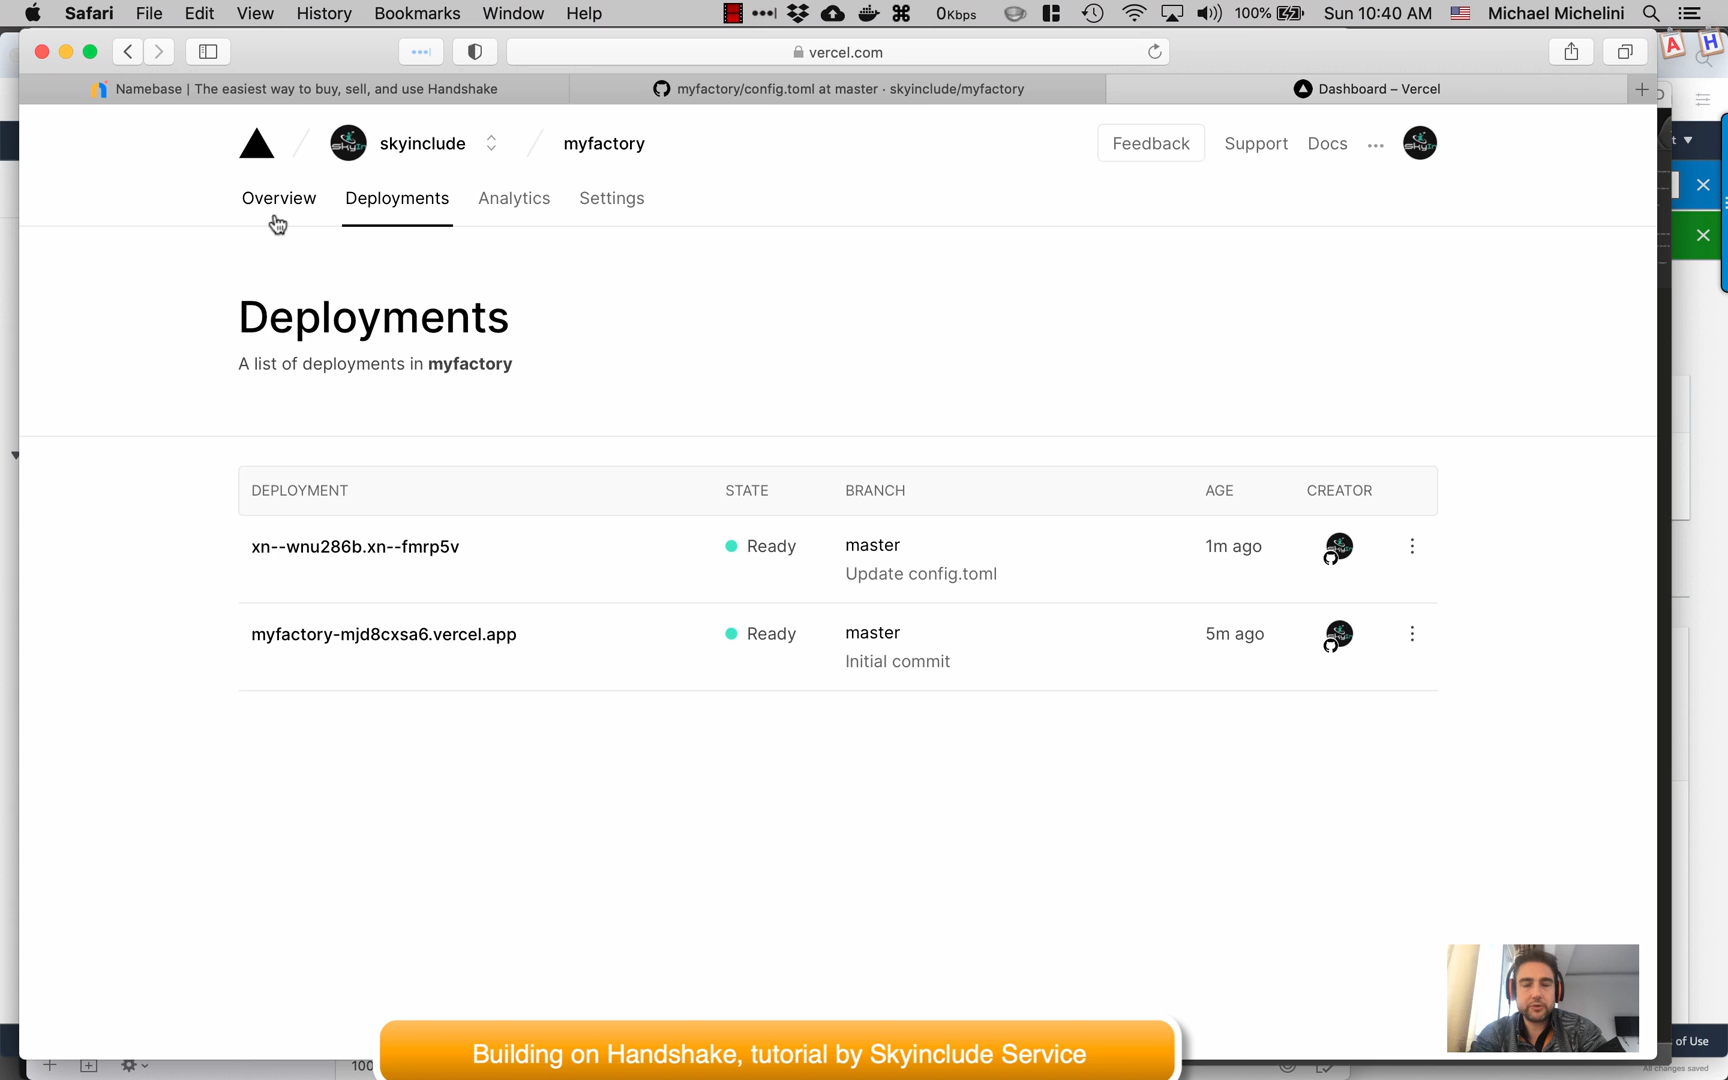 Safari File Edit View History Bookmarks Window Help 0Kbps 100% Sun 10:40 AM Michael Michelini
vercel.com
Namebase | The easiest way to buy, sell, and use Handshake
myfactory/config.toml at master · skyinclude/myfactory
Dashboard – Vercel
skyinclude
myfactory
Feedback
Support
Docs
Overview
Deployments
Analytics
Settings
Deployments
A list of deployments in myfactory
DEPLOYMENT STATE BRANCH AGE CREATOR
xn--wnu286b.xn--fmrp5v Ready master 1m ago
Update config.toml
myfactory-mjd8cxsa6.vercel.app Ready master 5m ago
Initial commit
of Use
Building on Handshake, tutorial by Skyinclude Service
100
All changes saved
A
H